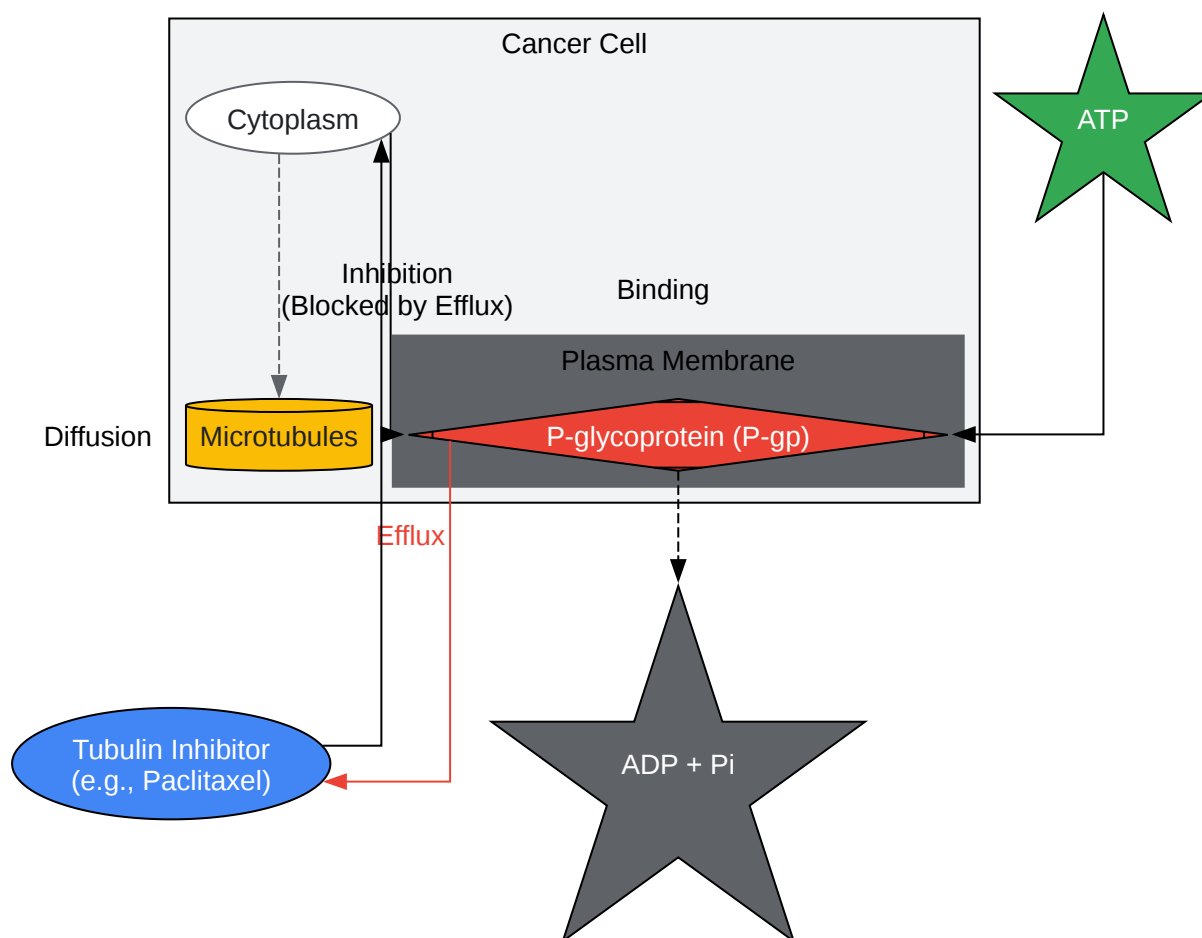 Cancer Cell
Cytoplasm
ATP
Inhibition
(Blocked by Efflux)
Binding
Plasma Membrane
Diffusion
Microtubules
P-glycoprotein (P-gp)
Efflux
Tubulin Inhibitor
(e.g., Paclitaxel)
ADP + Pi